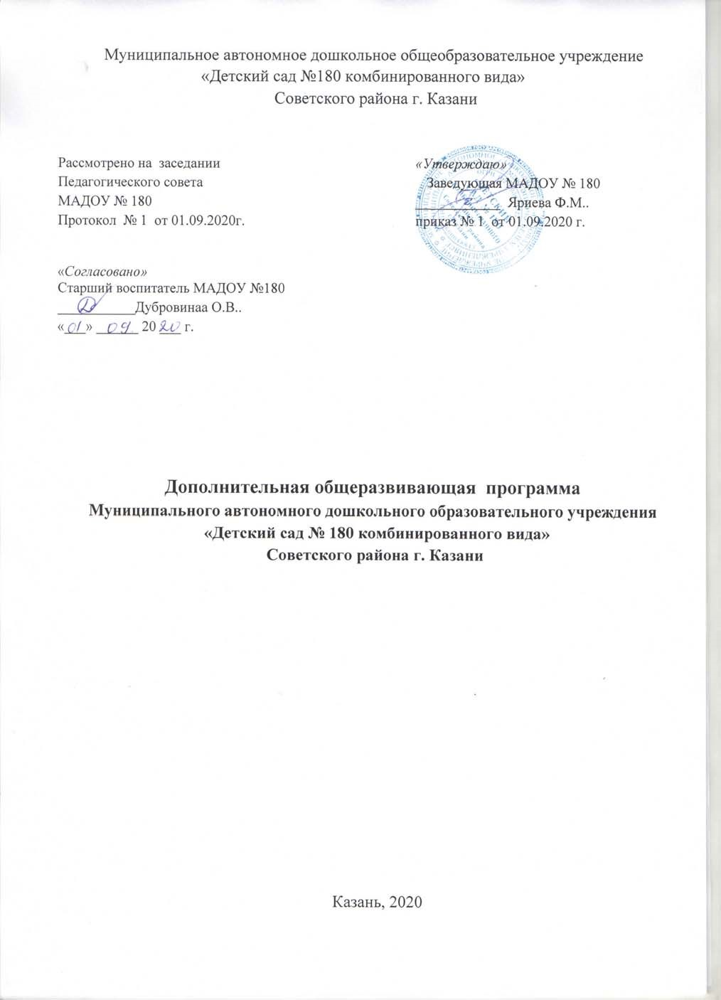 Муниципальное автономное дошкольное общеобразовательное учреждение
«Детский сад №180 комбинированного вида»
Советского района г. Казани
Рассмотрено на заседании
Педагогического совета
МАДОУ № 180
Протокол № 1 от 01.09.2020г.
«Утверждаю»
Заведующая МАДОУ № 180
____________ Яриева Ф.М..
приказ № 1 от 01.09.2020 г.
«Согласовано»
Старший воспитатель МАДОУ №180
___________Дубровинаа О.В..
«01» 09 2020 г.
Дополнительная общеразвивающая программа
Муниципального автономного дошкольного образовательного учреждения
«Детский сад № 180 комбинированного вида»
Советского района г. Казани
Казань, 2020